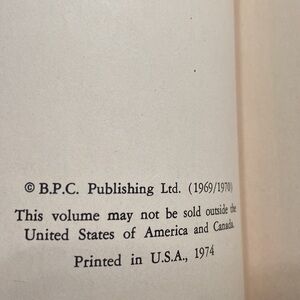 © B.P.C. Publishing Ltd. (1969/1970)
This volume may not be sold outside the
United States of America and Canada.
Printed in U.S.A., 1974